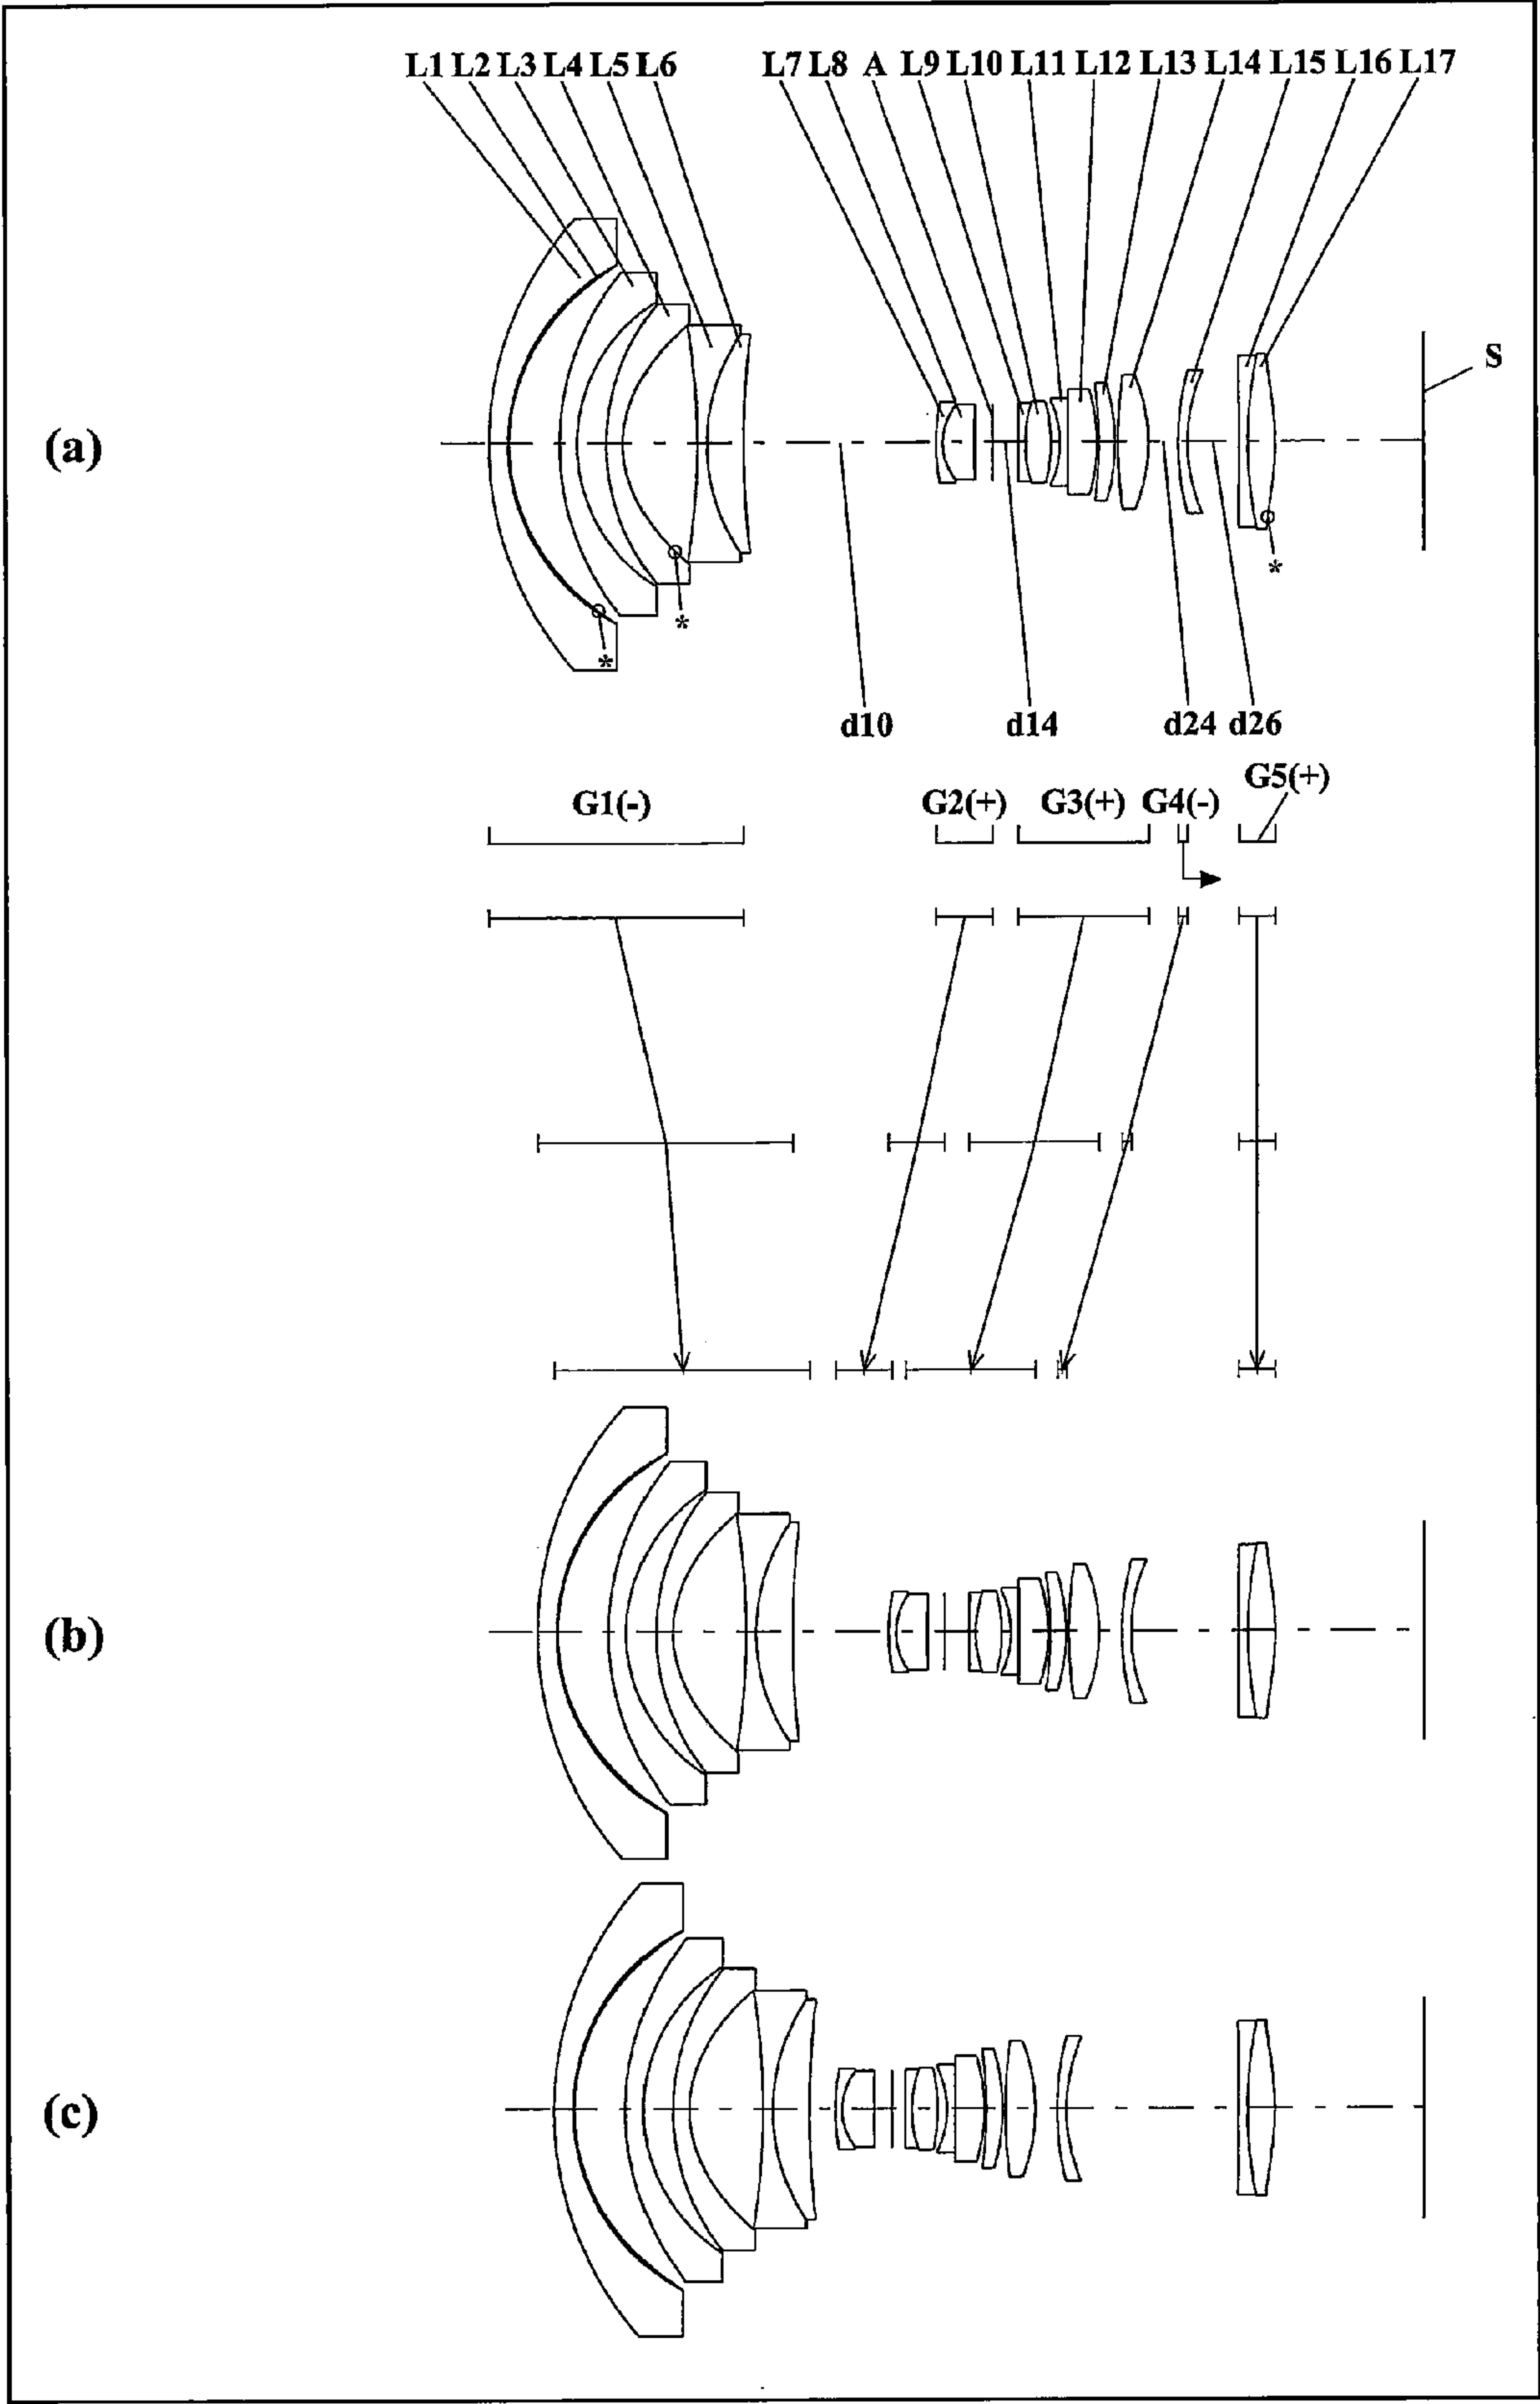 L1 L2 L3 L4 L5 L6 L7 L8 A L9 L10 L11 L12 L13 L14 L15 L16 L17
S
(a)
*
*
*
d10 d14 d24 d26
G1(-) G2(+) G3(+) G4(-) G5(+)
(b)
(c)